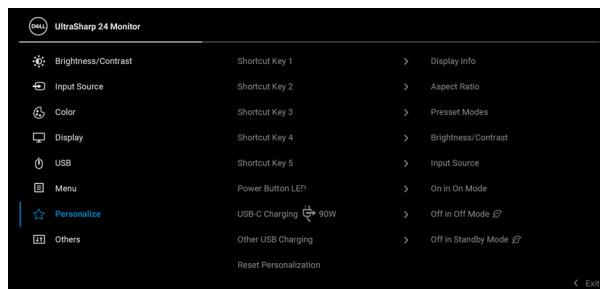 DELL UltraSharp 24 Monitor
Brightness/Contrast Shortcut Key 1 > Display Info
Input Source Shortcut Key 2 > Aspect Ratio
Color Shortcut Key 3 > Presset Modes
Display Shortcut Key 4 > Brightness/Contrast
USB Shortcut Key 5 > Input Source
Menu Power Button LED > On in On Mode
Personalize USB-C Charging 90W > Off in Off Mode
Others Other USB Charging > Off in Standby Mode
Reset Personalization
< Exit